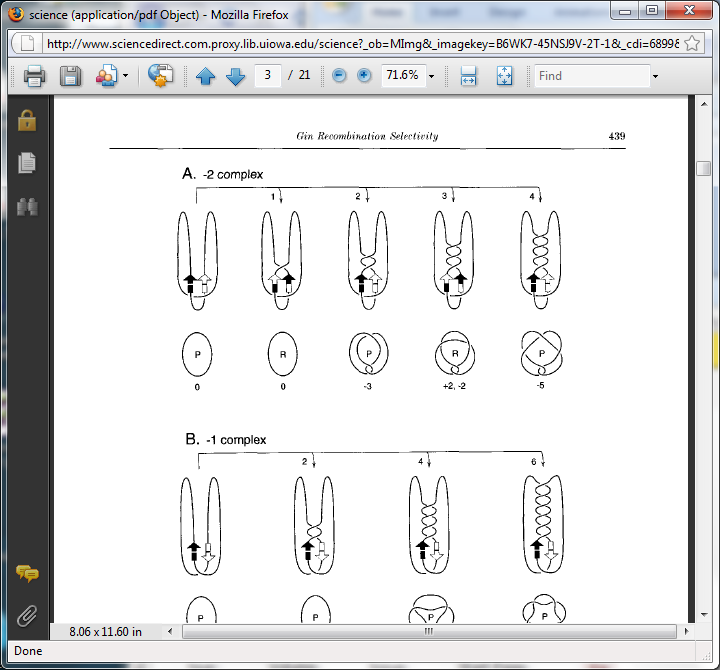 science (application/pdf Object) - Mozilla Firefox
http://www.sciencedirect.com.proxy.lib.uiowa.edu/science?_ob=MImg&_imagekey=B6WK7-45NSJ9V-2T-1&_cdi=68998
3 / 21 71.6% Find
Gin Recombination Selectivity 439
A. -2 complex
1 2 3 4
P R P R P
0 0 -3 +2, -2 -5
B. -1 complex
2 4 6
P P P P
8.06 x 11.60 in
Done